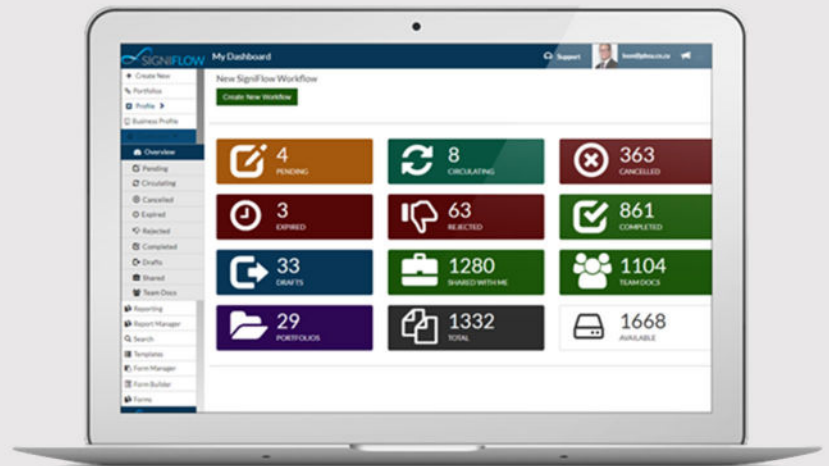 SIGNIFLOW
My Dashboard
Support
+ Create New
Portfolios
Profile
Business Profile
Overview
Pending
Circulating
Cancelled
Expired
Rejected
Completed
Drafts
Shared
Team Docs
Reporting
Report Manager
Search
Templates
Form Manager
Form Builder
Forms
New SigniFlow Workflow
Create New Workflow
4
PENDING
8
CIRCULATING
363
CANCELLED
3
EXPIRED
63
REJECTED
861
COMPLETED
33
DRAFTS
1280
SHARED WITH ME
1104
TEAM DOCS
29
PORTFOLIOS
1332
TOTAL
1668
AVAILABLE